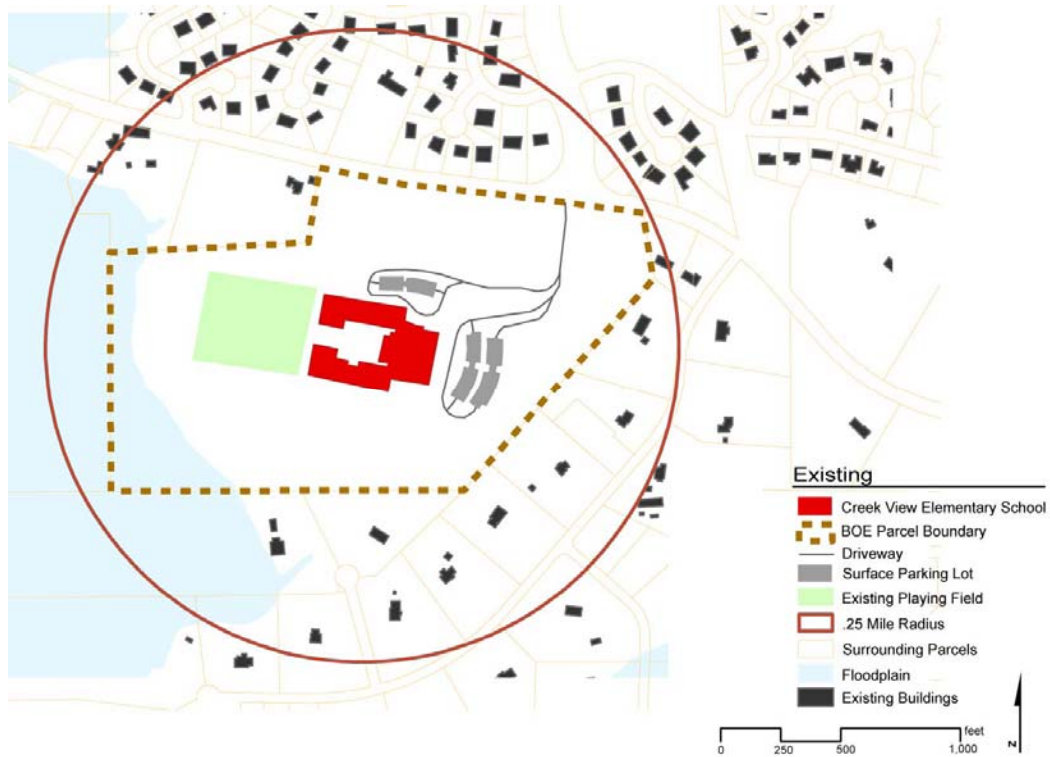 Existing
Creek View Elementary School
BOE Parcel Boundary
Driveway
Surface Parking Lot
Existing Playing Field
.25 Mile Radius
Surrounding Parcels
Floodplain
Existing Buildings
feet
0 250 500 1,000
N